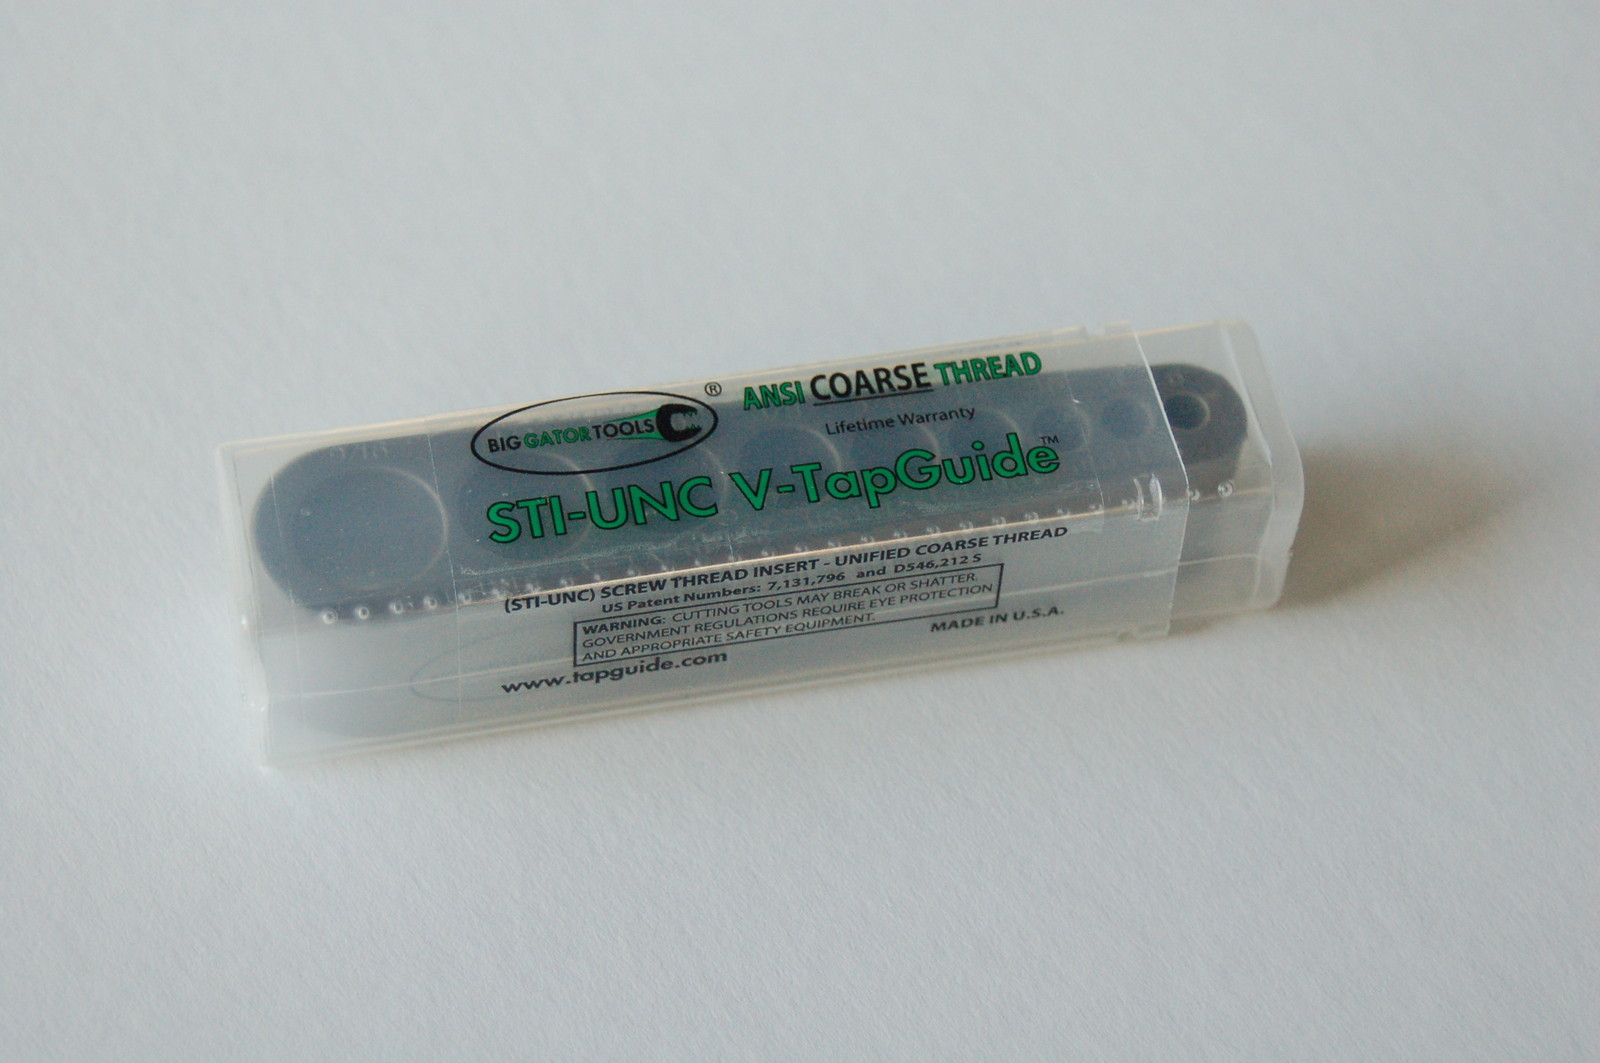 BIG GATOR TOOLS ®
ANSI COARSE THREAD
Lifetime Warranty
STI-UNC V-TapGuide™
(STI-UNC) SCREW THREAD INSERT - UNIFIED COARSE THREAD
US Patent Numbers: 7,131,796 and D546,212 S
WARNING: CUTTING TOOLS MAY BREAK OR SHATTER.
GOVERNMENT REGULATIONS REQUIRE EYE PROTECTION
AND APPROPRIATE SAFETY EQUIPMENT.
MADE IN U.S.A.
www.tapguide.com
9/16